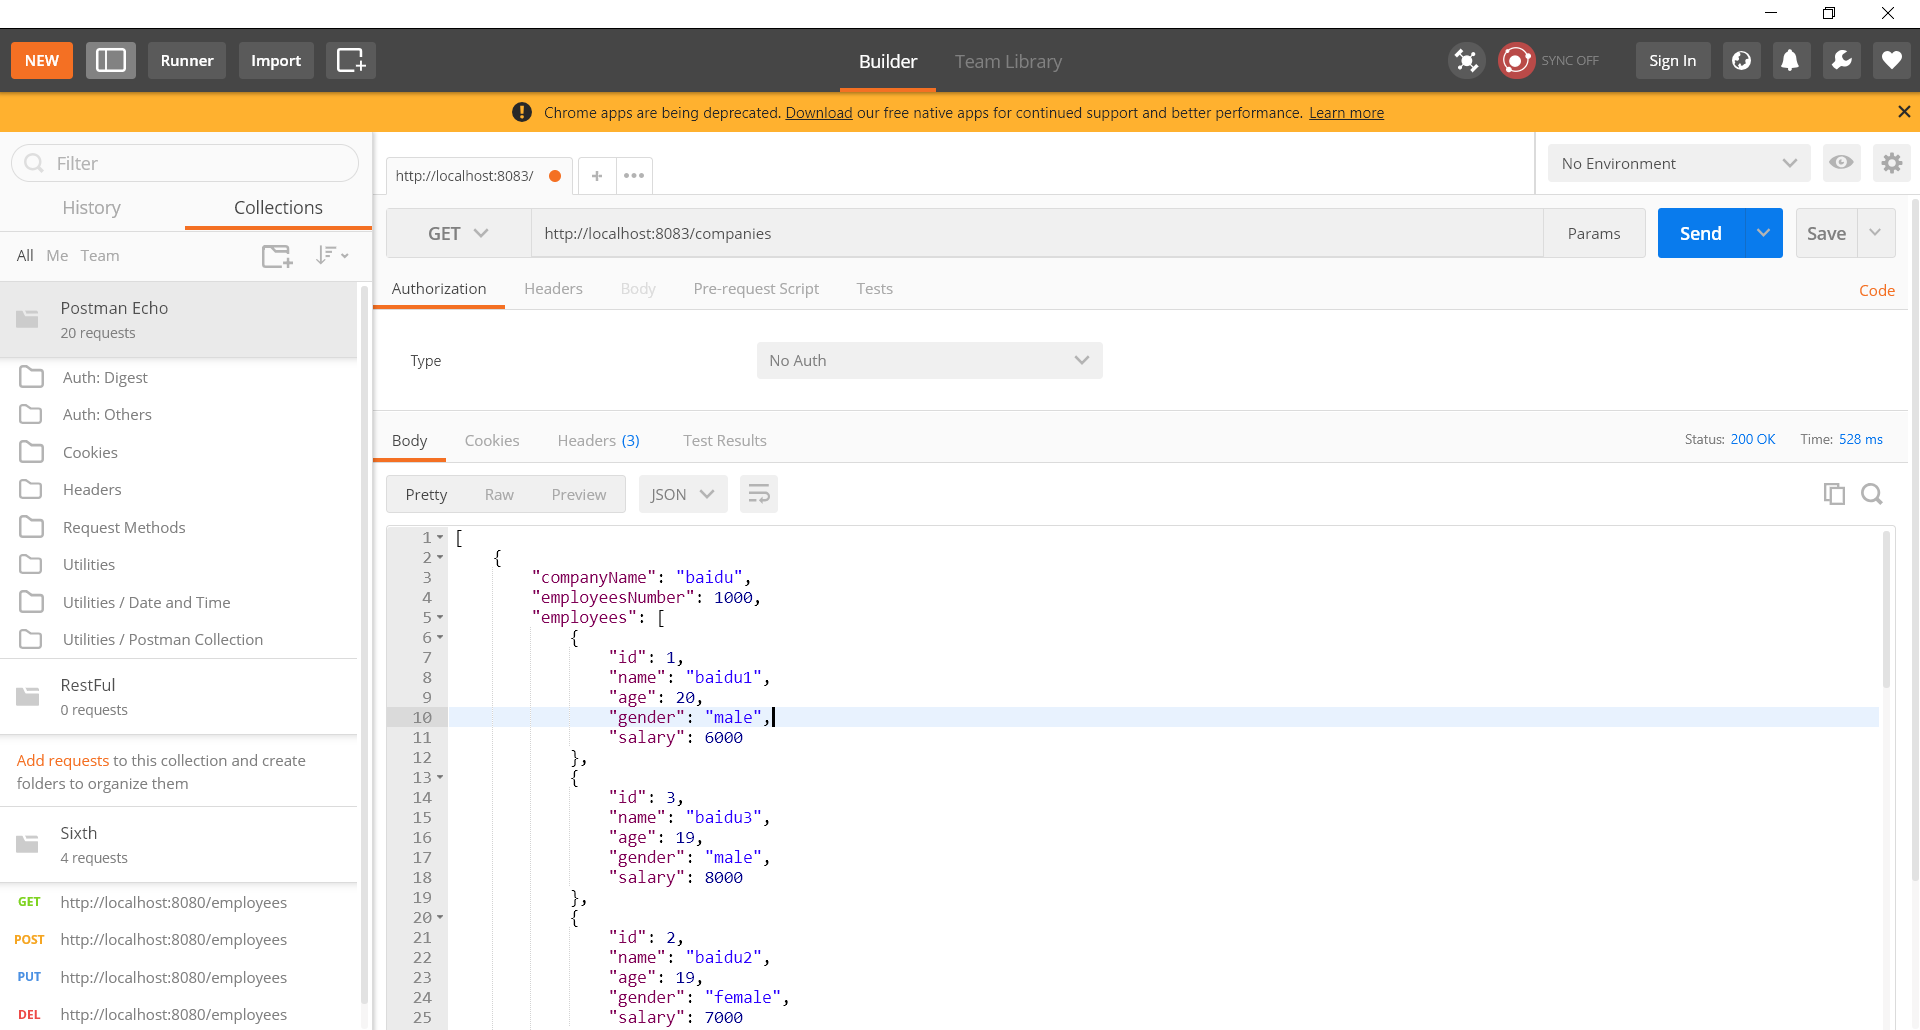 NEW Runner Import Builder Team Library SYNC OFF Sign In
Chrome apps are being deprecated. Download our free native apps for continued support and better performance. Learn more
Filter
History Collections
All Me Team
Postman Echo
20 requests
Auth: Digest
Auth: Others
Cookies
Headers
Request Methods
Utilities
Utilities / Date and Time
Utilities / Postman Collection
RestFul
0 requests
Add requests to this collection and create
folders to organize them
Sixth
4 requests
GET http://localhost:8080/employees
POST http://localhost:8080/employees
PUT http://localhost:8080/employees
DEL http://localhost:8080/employees
http://localhost:8083/ No Environment
GET http://localhost:8083/companies Params Send Save
Authorization Headers Body Pre-request Script Tests Code
Type No Auth
Body Cookies Headers (3) Test Results Status: 200 OK Time: 528 ms
Pretty Raw Preview JSON
1 [
2 {
3 "companyName": "baidu",
4 "employeesNumber": 1000,
5 "employees": [
6 {
7 "id": 1,
8 "name": "baidu1",
9 "age": 20,
10 "gender": "male",
11 "salary": 6000
12 },
13 {
14 "id": 3,
15 "name": "baidu3",
16 "age": 19,
17 "gender": "male",
18 "salary": 8000
19 },
20 {
21 "id": 2,
22 "name": "baidu2",
23 "age": 19,
24 "gender": "female",
25 "salary": 7000